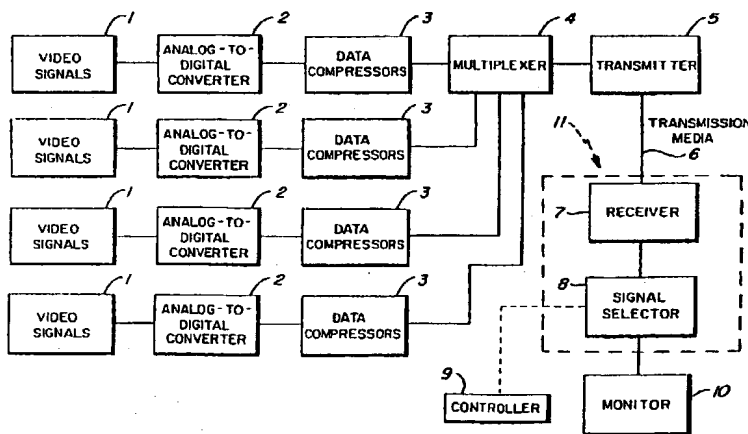 1 2 3 4 5
VIDEO SIGNALS
ANALOG-TO-
DIGITAL
CONVERTER
DATA
COMPRESSORS
MULTIPLEXER
TRANSMITTER
1 2 3
VIDEO
SIGNALS
ANALOG-TO-
DIGITAL
CONVERTER
DATA
COMPRESSORS
11
TRANSMISSION
MEDIA
6
1 2 3
VIDEO
SIGNALS
ANALOG-TO-
DIGITAL
CONVERTER
DATA
COMPRESSORS
7
RECEIVER
1 2 3
VIDEO
SIGNALS
ANALOG-TO-
DIGITAL
CONVERTER
DATA
COMPRESSORS
8
SIGNAL
SELECTOR
9
CONTROLLER
MONITOR
10